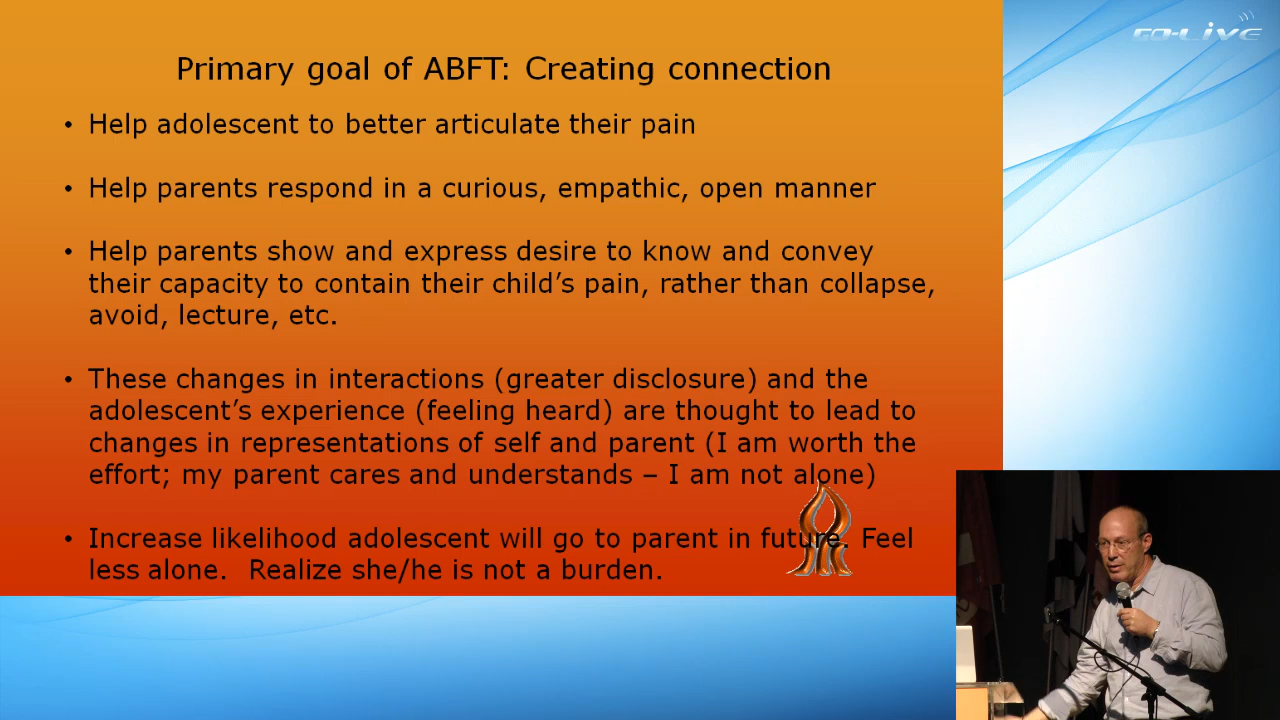 GO-LIVE
Primary goal of ABFT: Creating connection
• Help adolescent to better articulate their pain
• Help parents respond in a curious, empathic, open manner
• Help parents show and express desire to know and convey
their capacity to contain their child’s pain, rather than collapse,
avoid, lecture, etc.
• These changes in interactions (greater disclosure) and the
adolescent’s experience (feeling heard) are thought to lead to
changes in representations of self and parent (I am worth the
effort; my parent cares and understands – I am not alone)
• Increase likelihood adolescent will go to parent in future. Feel
less alone.  Realize she/he is not a burden.